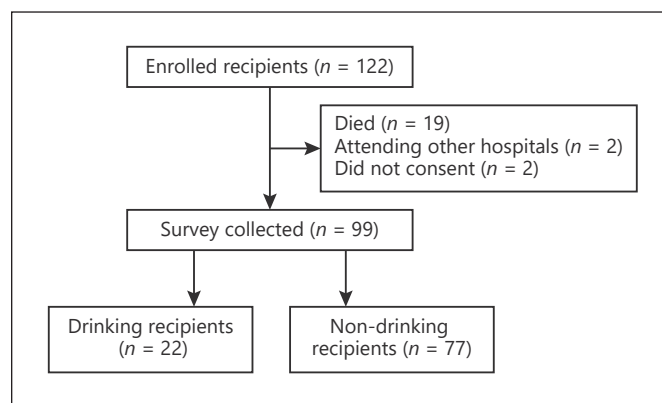 Enrolled recipients (n = 122)
Died (n = 19)
Attending other hospitals (n = 2)
Did not consent (n = 2)
Survey collected (n = 99)
Drinking recipients
(n = 22)
Non-drinking
recipients (n = 77)